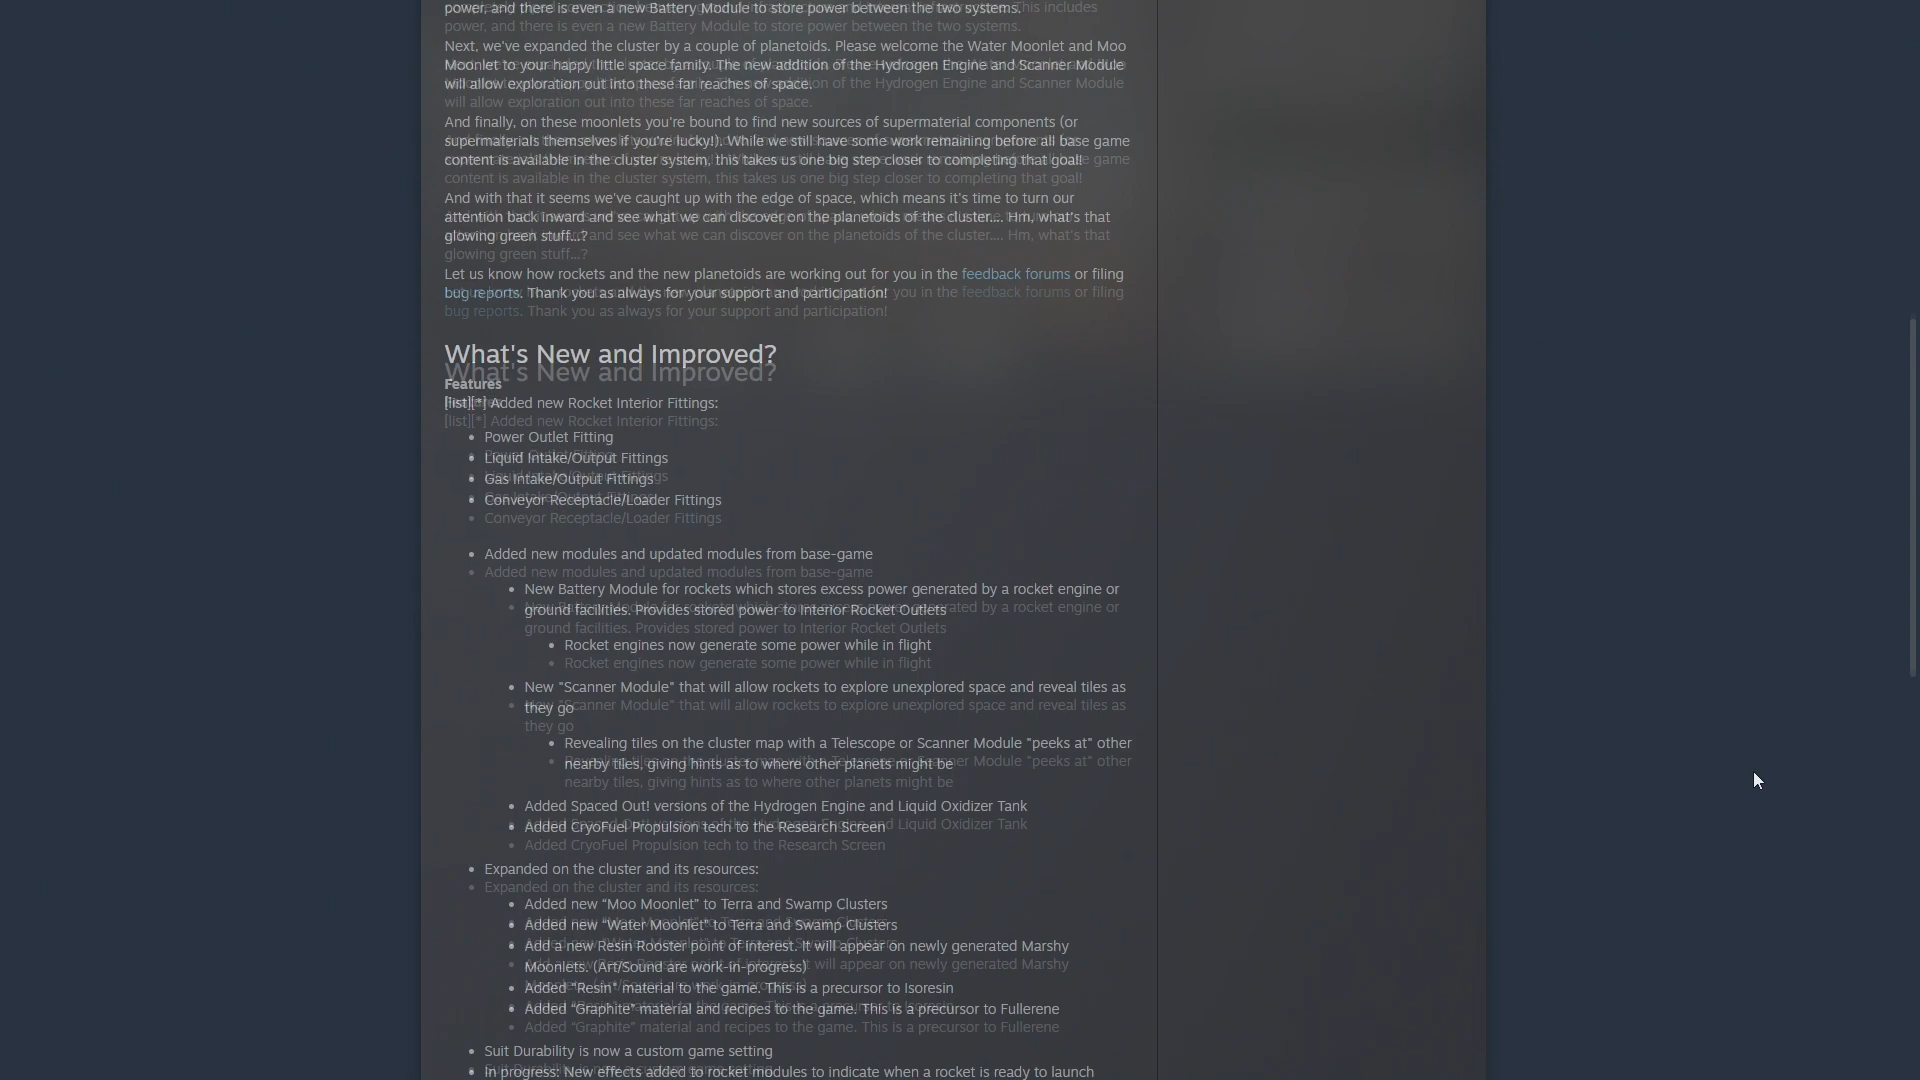 power, and there is even a new Battery Module to store power between the two systems.
Next, we've expanded the cluster by a couple of planetoids. Please welcome the Water Moonlet and Moo
Moonlet to your happy little space family. The new addition of the Hydrogen Engine and Scanner Module
will allow exploration out into these far reaches of space.
And finally, on these moonlets you're bound to find new sources of supermaterial components (or
supermaterials themselves if you're lucky!). While we still have some work remaining before all base game
content is available in the cluster system, this takes us one big step closer to completing that goal!
And with that it seems we've caught up with the edge of space, which means it's time to turn our
attention back inward and see what we can discover on the planetoids of the cluster.... Hm, what's that
glowing green stuff...?
Let us know how rockets and the new planetoids are working out for you in the feedback forums or filing
bug reports. Thank you as always for your support and participation!
What's New and Improved?
Features
[list][*] Added new Rocket Interior Fittings:
• Power Outlet Fitting
• Liquid Intake/Output Fittings
• Gas Intake/Output Fittings
• Conveyor Receptacle/Loader Fittings
• Added new modules and updated modules from base-game
• New Battery Module for rockets which stores excess power generated by a rocket engine or
ground facilities. Provides stored power to Interior Rocket Outlets
• Rocket engines now generate some power while in flight
• New "Scanner Module" that will allow rockets to explore unexplored space and reveal tiles as
they go
• Revealing tiles on the cluster map with a Telescope or Scanner Module "peeks at" other
nearby tiles, giving hints as to where other planets might be
• Added Spaced Out! versions of the Hydrogen Engine and Liquid Oxidizer Tank
• Added CryoFuel Propulsion tech to the Research Screen
• Expanded on the cluster and its resources:
• Added new “Moo Moonlet” to Terra and Swamp Clusters
• Added new “Water Moonlet” to Terra and Swamp Clusters
• Add a new Resin Rooster point of interest. It will appear on newly generated Marshy
Moonlets. (Art/Sound are work-in-progress)
• Added “Resin” material to the game. This is a precursor to Isoresin
• Added “Graphite” material and recipes to the game. This is a precursor to Fullerene
• Suit Durability is now a custom game setting
• In progress: New effects added to rocket modules to indicate when a rocket is ready to launch